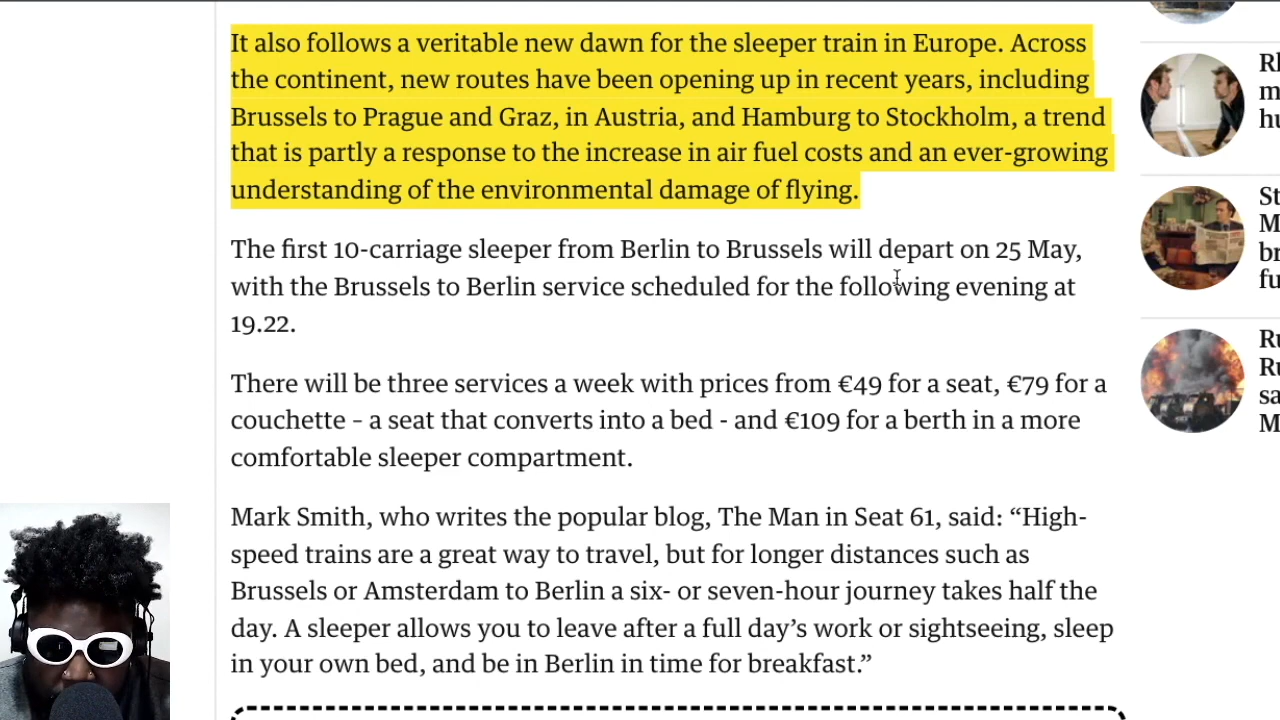 It also follows a veritable new dawn for the sleeper train in Europe. Across
the continent, new routes have been opening up in recent years, including
Brussels to Prague and Graz, in Austria, and Hamburg to Stockholm, a trend
that is partly a response to the increase in air fuel costs and an ever-growing
understanding of the environmental damage of flying.
The first 10-carriage sleeper from Berlin to Brussels will depart on 25 May,
with the Brussels to Berlin service scheduled for the following evening at
19.22.
There will be three services a week with prices from €49 for a seat, €79 for a
couchette – a seat that converts into a bed - and €109 for a berth in a more
comfortable sleeper compartment.
Mark Smith, who writes the popular blog, The Man in Seat 61, said: “High-
speed trains are a great way to travel, but for longer distances such as
Brussels or Amsterdam to Berlin a six- or seven-hour journey takes half the
day. A sleeper allows you to leave after a full day’s work or sightseeing, sleep
in your own bed, and be in Berlin in time for breakfast.”